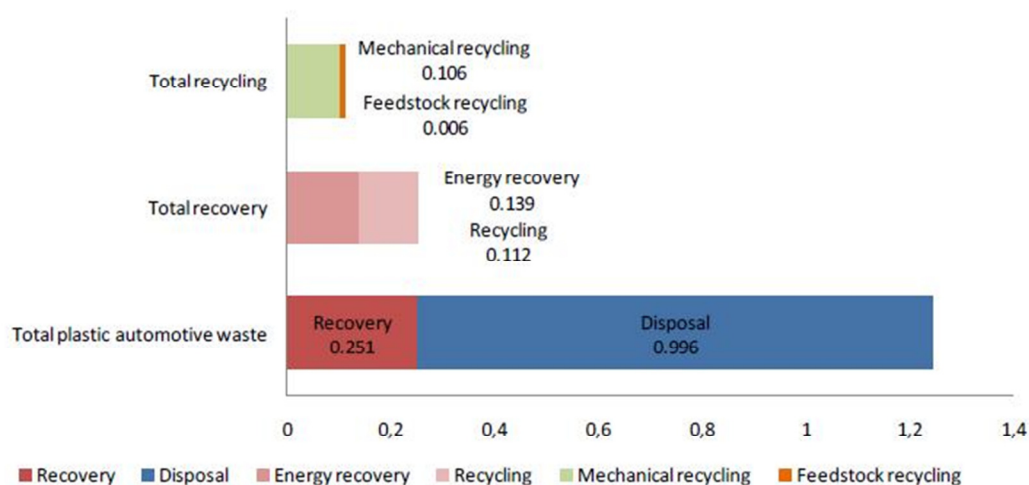 Total recycling
Mechanical recycling
0.106
Feedstock recycling
0.006
Total recovery
Energy recovery
0.139
Recycling
0.112
Total plastic automotive waste
Recovery
0.251
Disposal
0.996
0 0,2 0,4 0,6 0,8 1 1,2 1,4
Recovery Disposal Energy recovery Recycling Mechanical recycling Feedstock recycling